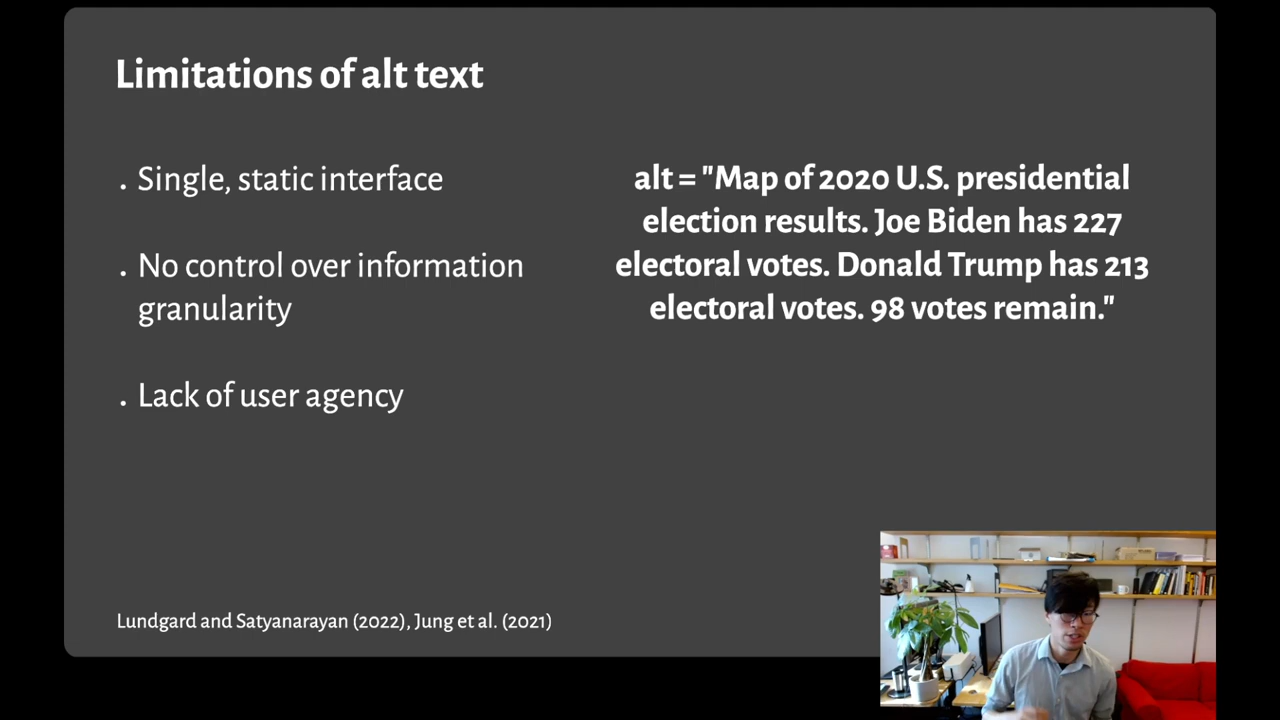 Limitations of alt text
. Single, static interface
. No control over information
granularity
. Lack of user agency
alt = "Map of 2020 U.S. presidential
election results. Joe Biden has 227
electoral votes. Donald Trump has 213
electoral votes. 98 votes remain."
Lundgard and Satyanarayan (2022), Jung et al. (2021)